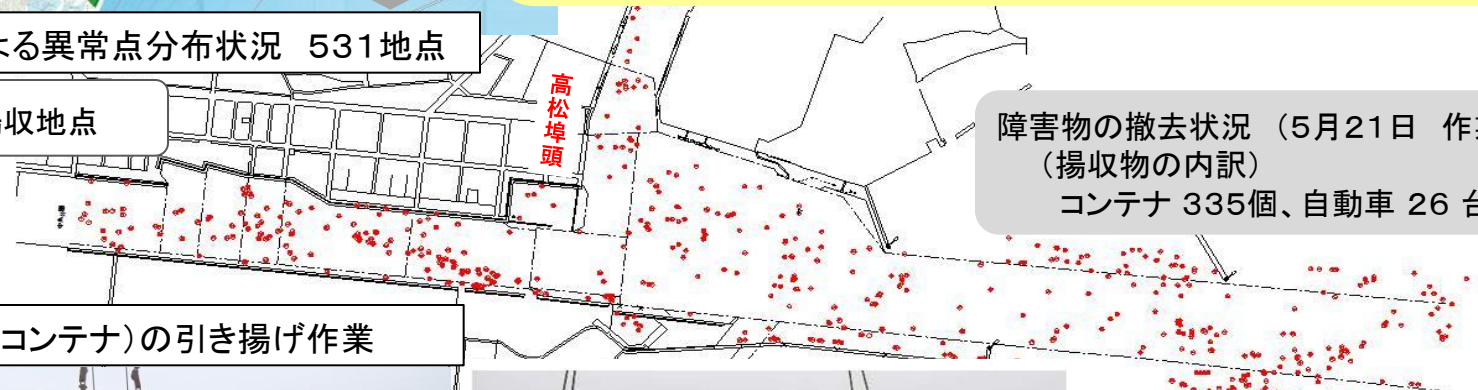 よる異常点分布状況 531地点
収地点
高松埠頭
障害物の撤去状況 (5月21日 作
(揚収物の内訳)
コンテナ 335個、自動車 26 台
コンテナ)の引き揚げ作業